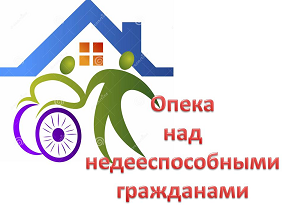 Опека
над
недееспособными
гражданами